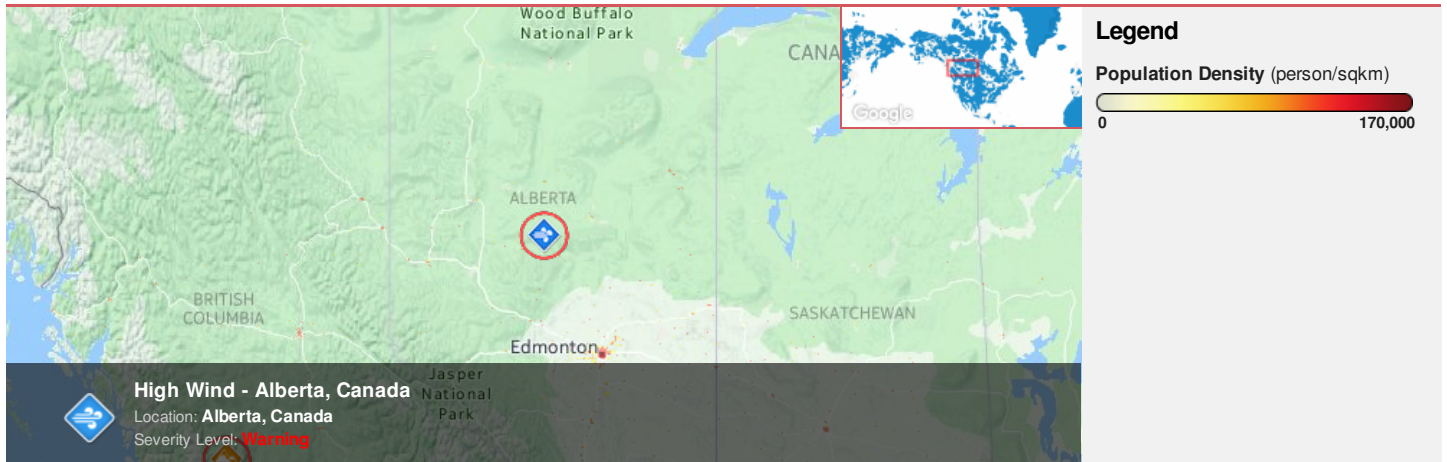 Wood Buffalo
National Park
CANA
Google
Legend
Population Density (person/sqkm)
0
170,000
ALBERTA
BRITISH
COLUMBIA
SASKATCHEWAN
Edmonton
Jasper
National
Park
High Wind - Alberta, Canada
Location: Alberta, Canada
Severity Level: Warning